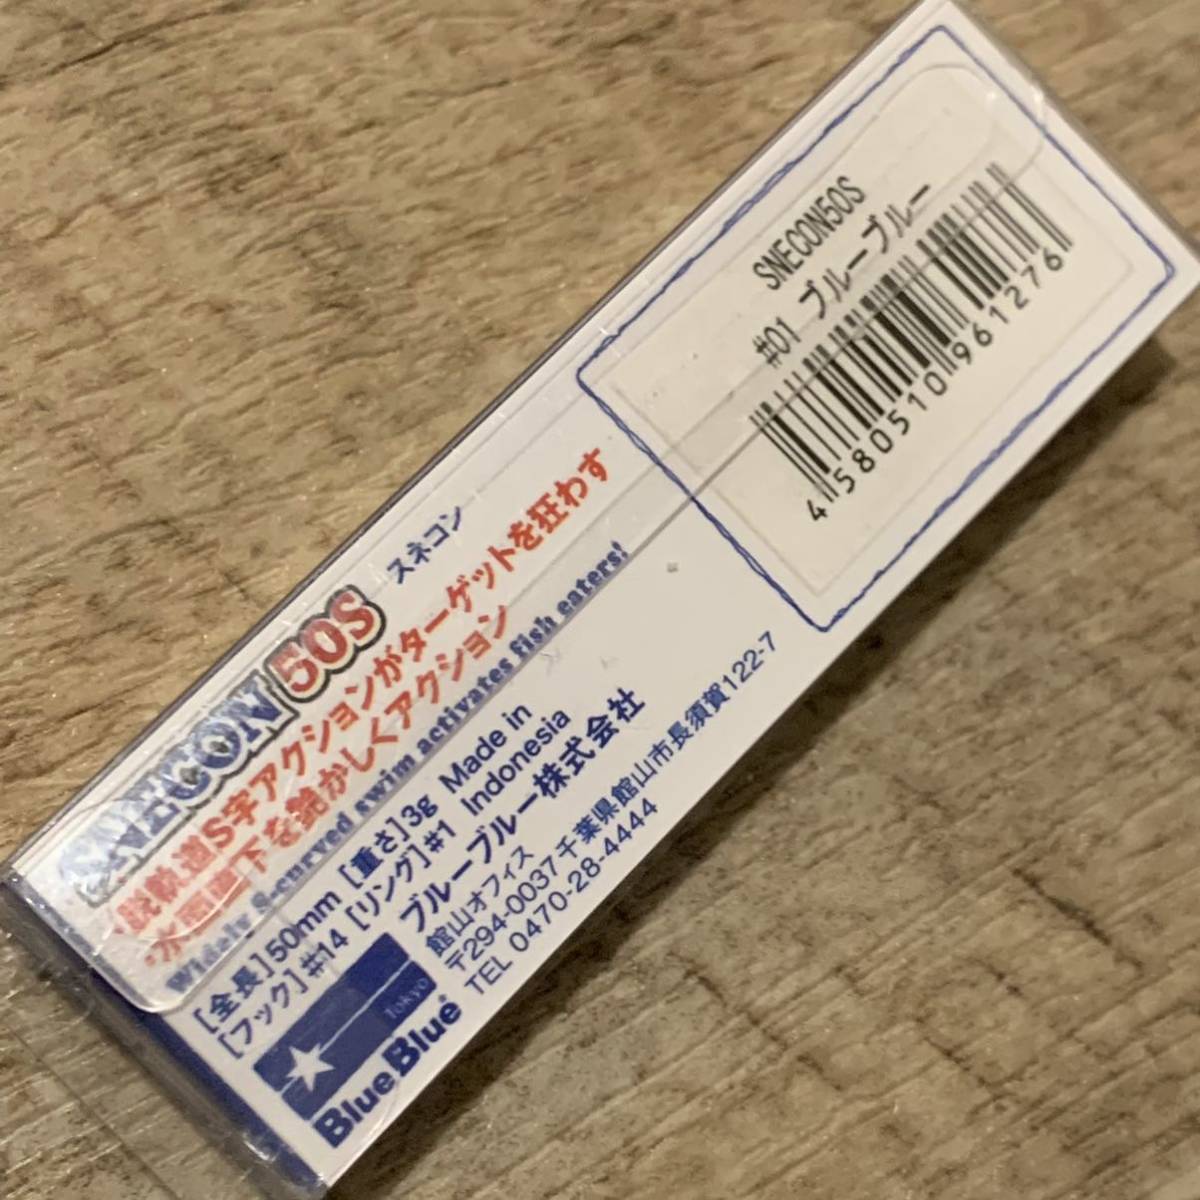 SNECON 50S スネコン
脱軌道S字アクションがターゲットを狂わす
水面直下を艶かしくアクション
Widely S-curved swim activates fish eaters!
[全長]50mm [重さ]3g Made in
[フック]#14 [リング]#1 Indonesia
Tokyo
Blue Blue
ブルーブルー株式会社
館山オフィス
〒294-0037 千葉県館山市長須賀122-7
TEL 0470-28-4444
SNECON50S
#01 ブルーブルー
4580510961276